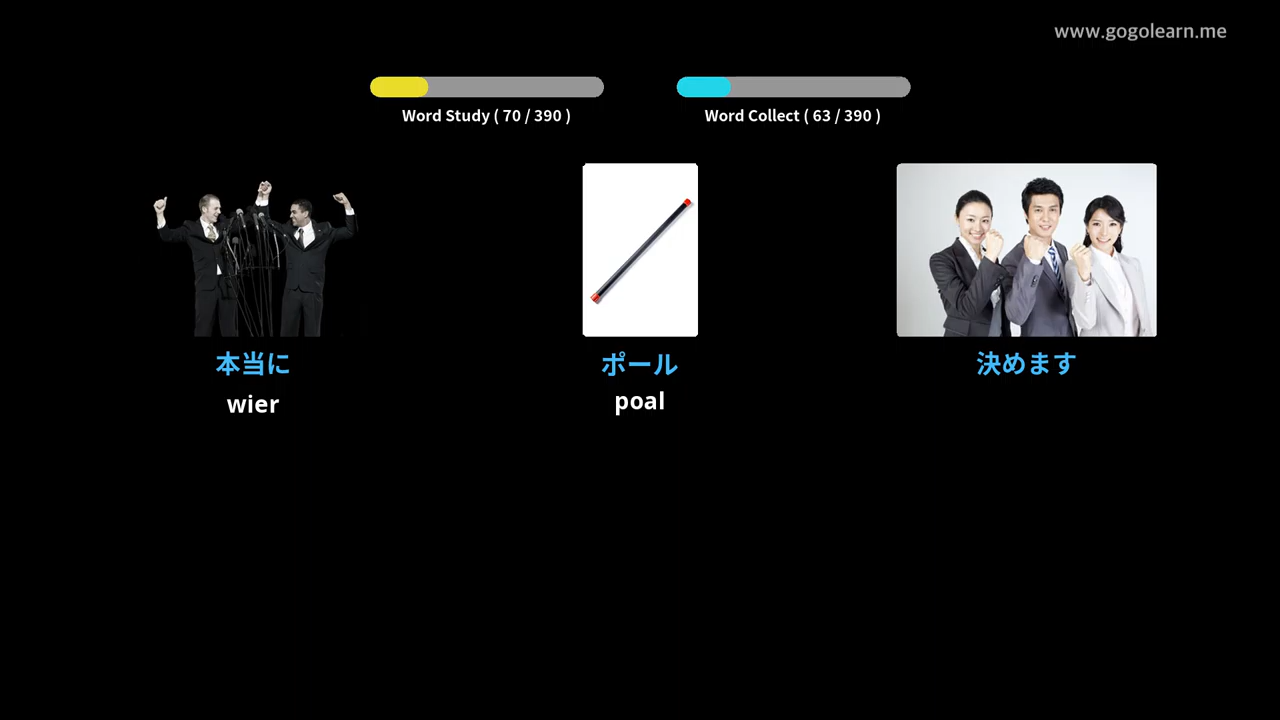 www.gogolearn.me
Word Study ( 70 / 390 )
Word Collect ( 63 / 390 )
本当に
ポール
決めます
wier
poal